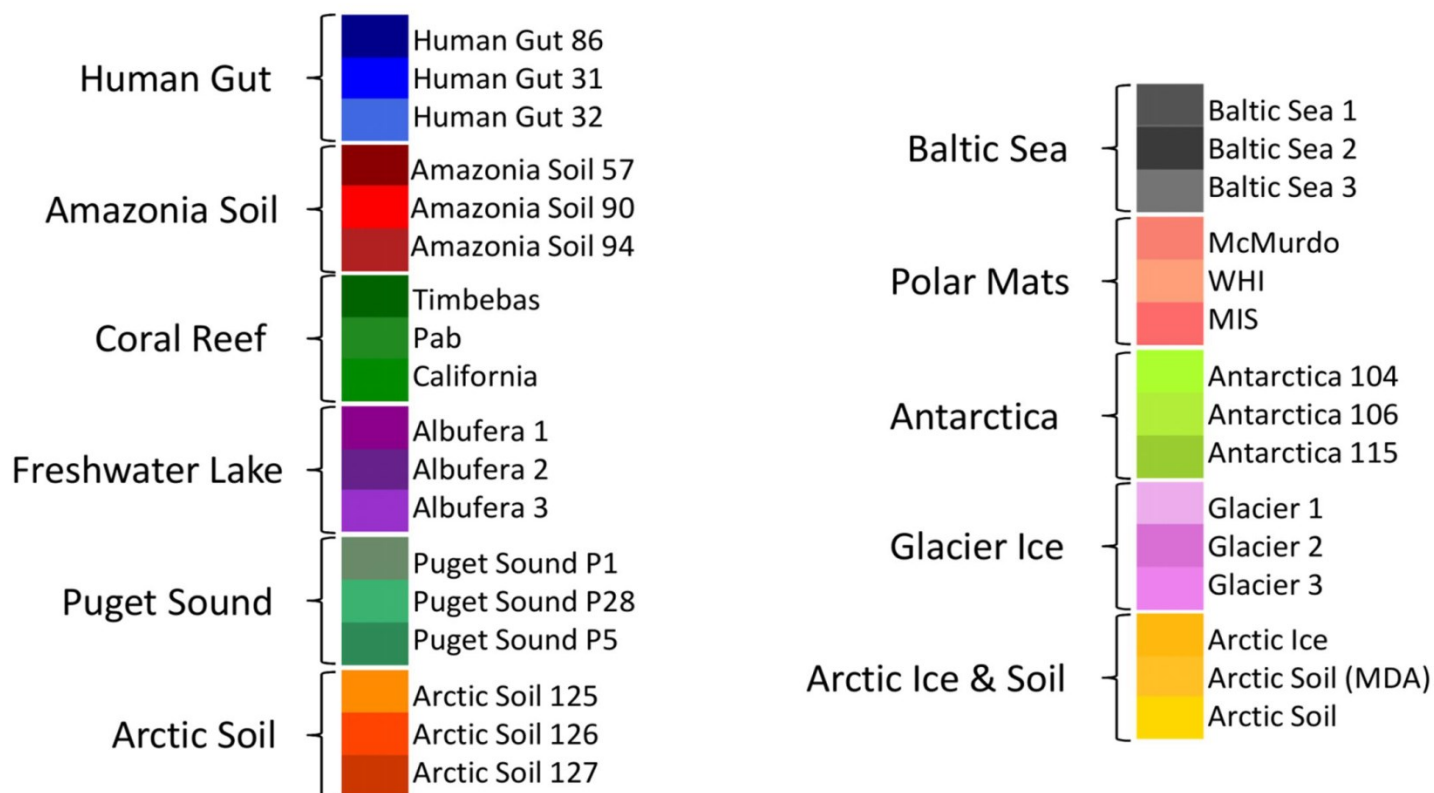 Human Gut
Human Gut 86
Human Gut 31
Human Gut 32
Amazonia Soil
Amazonia Soil 57
Amazonia Soil 90
Amazonia Soil 94
Coral Reef
Timbebas
Pab
California
Freshwater Lake
Albufera 1
Albufera 2
Albufera 3
Puget Sound
Puget Sound P1
Puget Sound P28
Puget Sound P5
Arctic Soil
Arctic Soil 125
Arctic Soil 126
Arctic Soil 127
Baltic Sea
Baltic Sea 1
Baltic Sea 2
Baltic Sea 3
Polar Mats
McMurdo
WHI
MIS
Antarctica
Antarctica 104
Antarctica 106
Antarctica 115
Glacier Ice
Glacier 1
Glacier 2
Glacier 3
Arctic Ice & Soil
Arctic Ice
Arctic Soil (MDA)
Arctic Soil